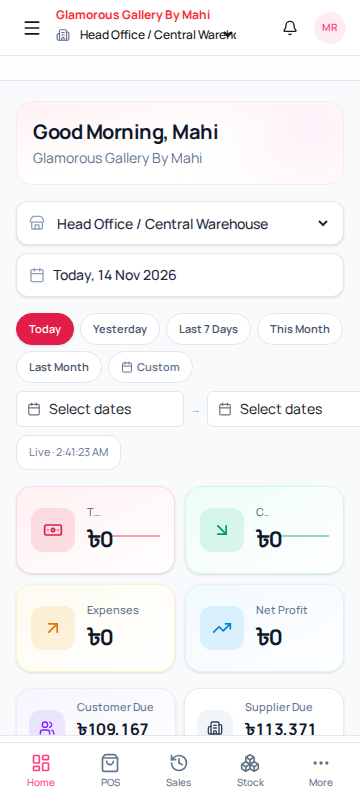 Glamorous Gallery By Mahi
Head Office / Central Wareho
MR
Good Morning, Mahi
Glamorous Gallery By Mahi
Head Office / Central Warehouse
Today, 14 Nov 2026
Today Yesterday Last 7 Days This Month
Last Month Custom
Select dates → Select dates
Live · 2:41:23 AM
T... C...
৳0 ৳0
Expenses Net Profit
৳0 ৳0
Customer Due Supplier Due
৳109,167 ৳113,371
Home POS Sales Stock More